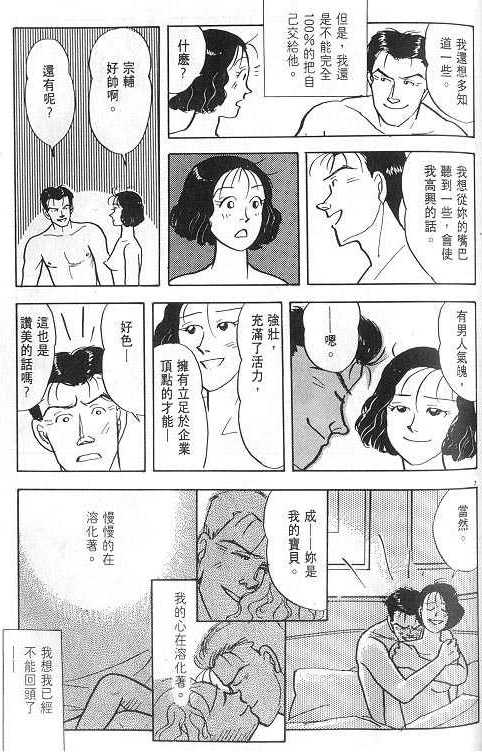 我還想多知
道一些。
但是，我還
是不能完全
100%的把自
己交給他。
什麼？
宗輔
好帥啊。
還有呢？
我想從妳的嘴巴
聽到一些，會使
我高興的話。
有男人氣魄，
——嗯。
強壯，
充滿了活力，
擁有立足於企業
頂點的才能——
好色——
這也是
讚美的話嗎？
當然。
成——妳是
我的寶貝。
我的心在溶化著。
慢慢的在
溶化著。
我想我已經
不能回頭了
——